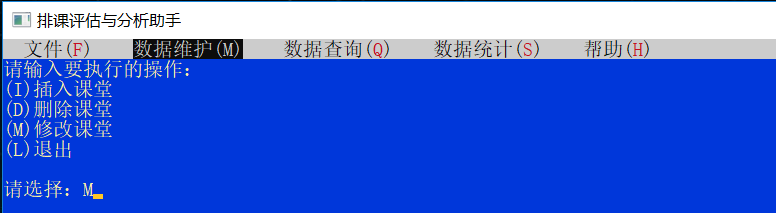 排课评估与分析助手
文件(F) 数据维护(M) 数据查询(Q) 数据统计(S) 帮助(H)
请输入要执行的操作：
(I)插入课堂
(D)删除课堂
(M)修改课堂
(L)退出
请选择：M